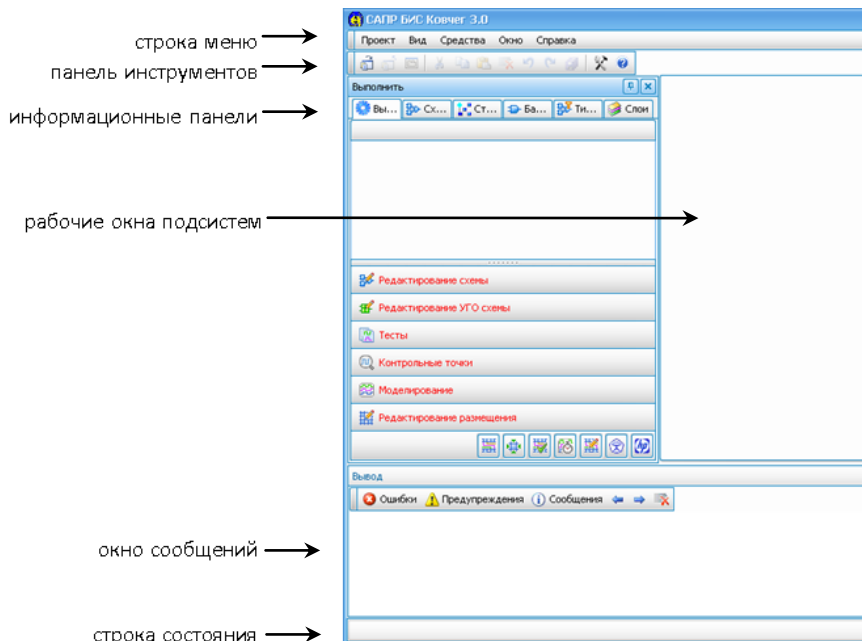 САПР БИС Ковчег 3.0
строка меню
Проект Вид Средства Окно Справка
панель инструментов
Выполнить
информационные панели
Вы... Сх... Ст... Ба... Ти... Слои
рабочие окна подсистем
Редактирование схемы
Редактирование УГО схемы
Тесты
Контрольные точки
Моделирование
Редактирование размещения
Вывод
Ошибки Предупреждения Сообщения
окно сообщений
строка состояния